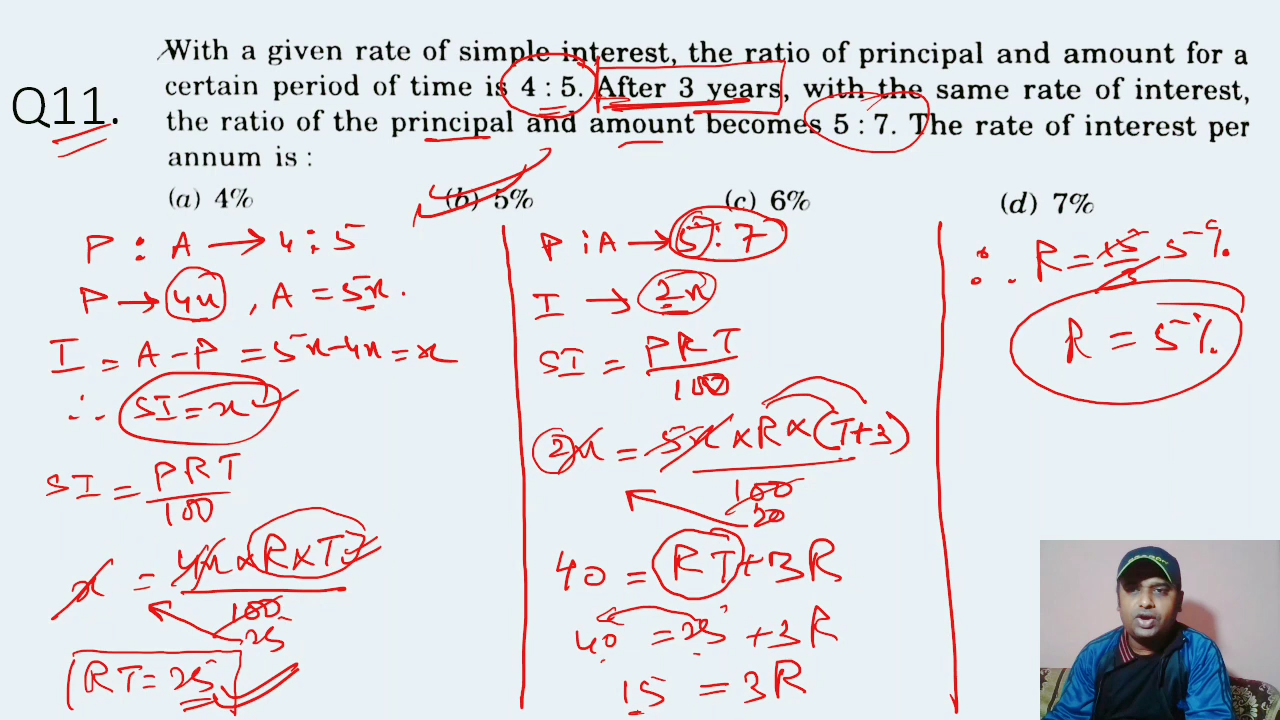 Q11.
With a given rate of simple interest, the ratio of principal and amount for a
certain period of time is 4 : 5. After 3 years, with the same rate of interest,
the ratio of the principal and amount becomes 5 : 7. The rate of interest per
annum is :
(a) 4% (b) 5% (c) 6% (d) 7%
P : A → 4 : 5
P → 4x , A = 5x .
I = A - P = 5x - 4x = x
∴ SI = x
SI = PRT
100
x = 4x × R × T
100
25
RT = 25
P : A → 5 : 7
I → 2x
SI = PRT
100
2x = 5x × R × (T+3)
100
20
40 = RT + 3R
40 = 25 + 3R
15 = 3R
∴ R = 15 5%
3
R = 5%